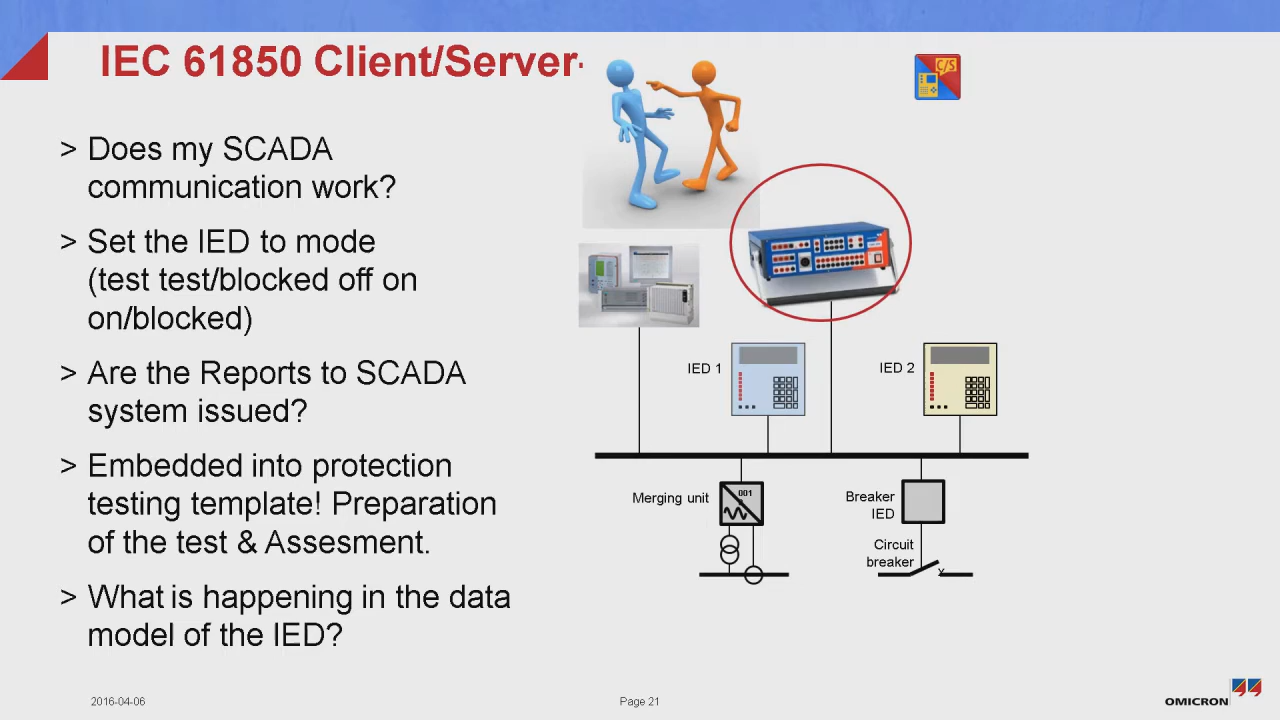 IEC 61850 Client/Server
C/S
> Does my SCADA
communication work?
> Set the IED to mode
(test test/blocked off on
on/blocked)
> Are the Reports to SCADA
system issued?
> Embedded into protection
testing template! Preparation
of the test & Assesment.
> What is happening in the data
model of the IED?
IED 1
IED 2
Merging unit
001
Breaker
IED
Circuit
breaker
x
2016-04-06
Page 21
OMICRON